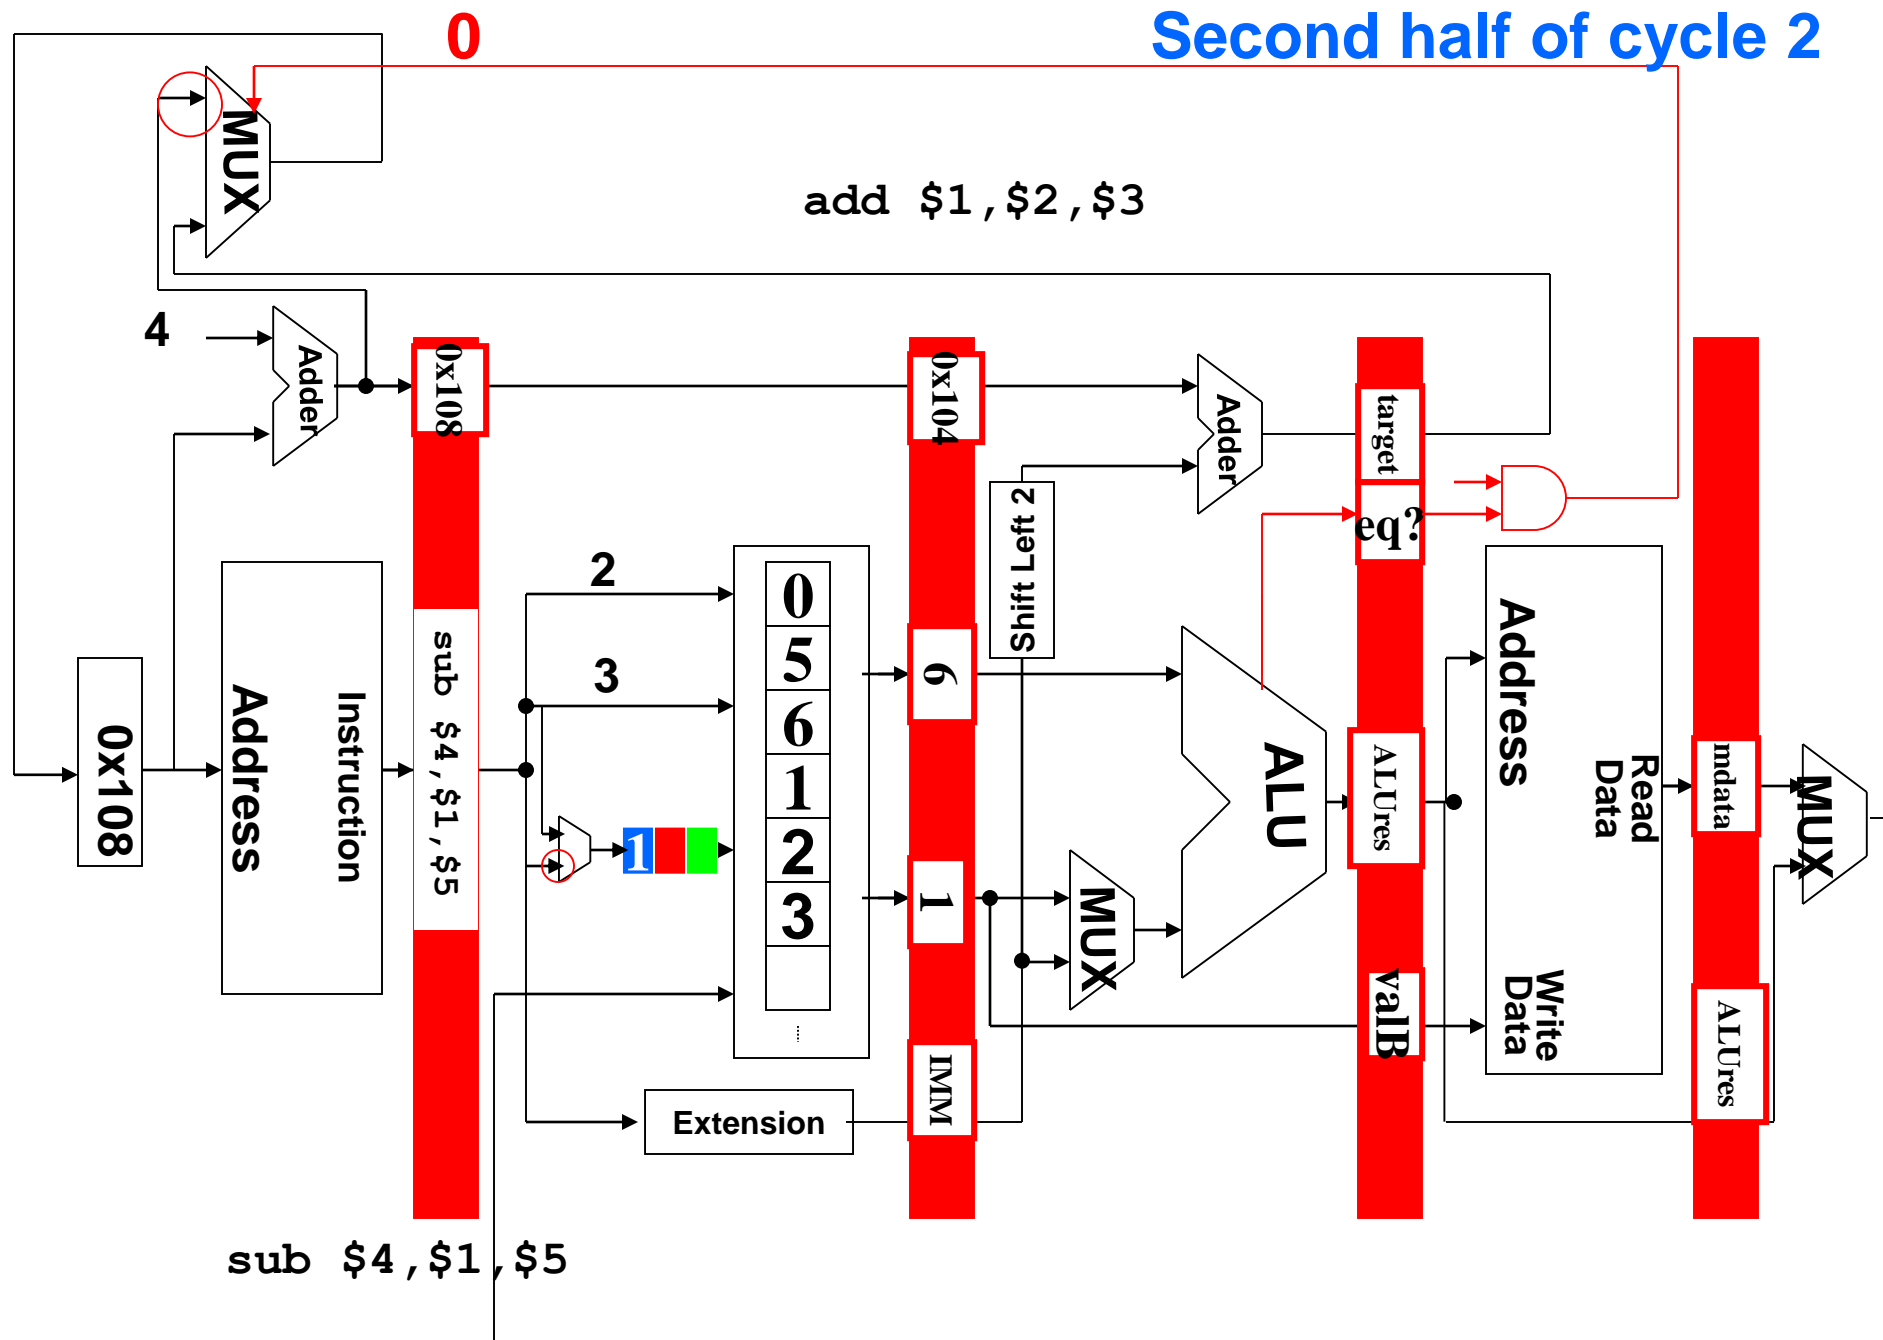 0
Second half of cycle 2
MUX
add $1,$2,$3
4
Adder
0x108
0x104
Adder
target
eq?
Shift Left 2
2
3
0
5
6
1
2
3
6
1
IMM
0x108
Address
Instruction
sub $4,$1,$5
1
Extension
MUX
ALU
ALUres
valB
Address
Read
Data
Write
Data
mdata
ALUres
MUX
sub $4,$1,$5